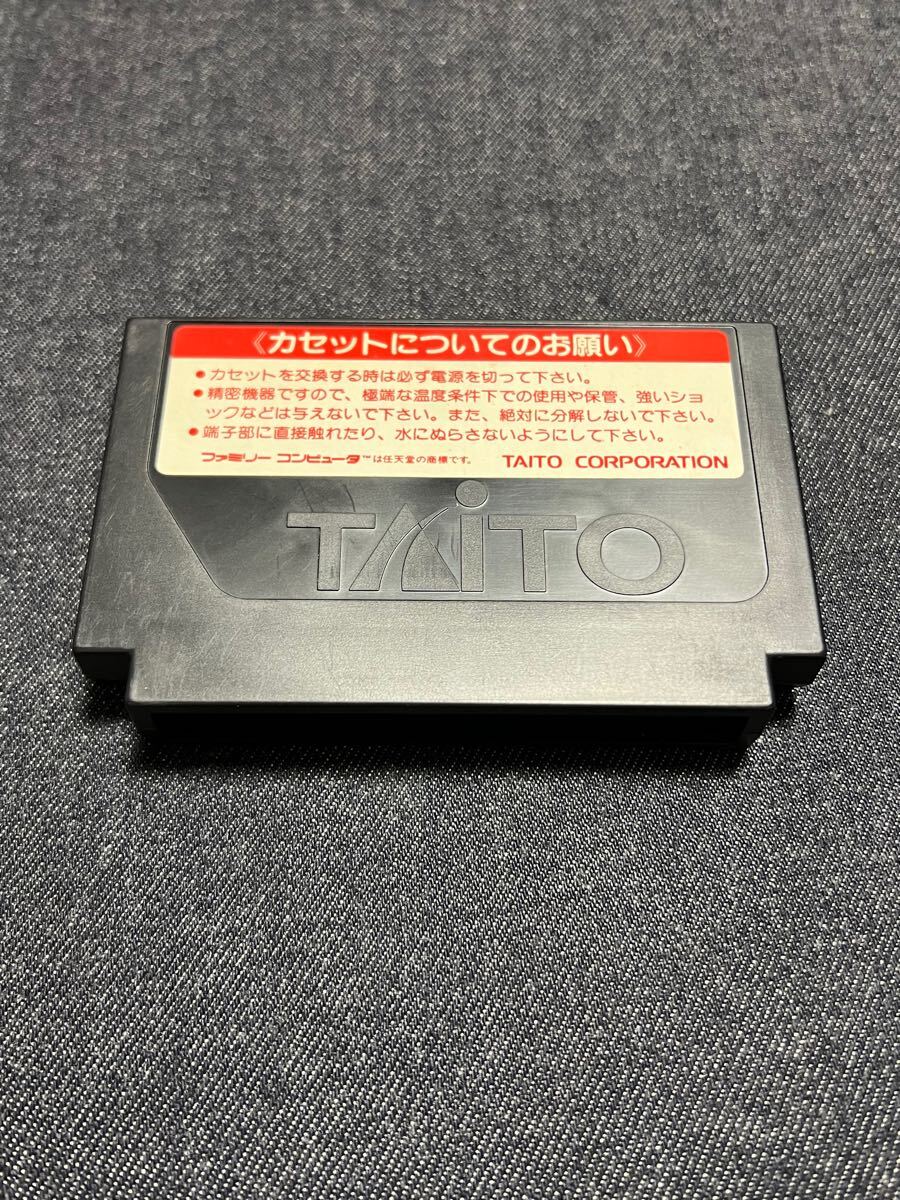 《カセットについてのお願い》
●カセットを交換する時は必ず電源を切って下さい。
●精密機器ですので、極端な温度条件下での使用や保管、強いショ
ックなどは与えないで下さい。また、絶対に分解しないで下さい。
●端子部に直接触れたり、水にぬらさないようにして下さい。
ファミリー コンピュータ™は任天堂の商標です。 TAITO CORPORATION
TAiTO